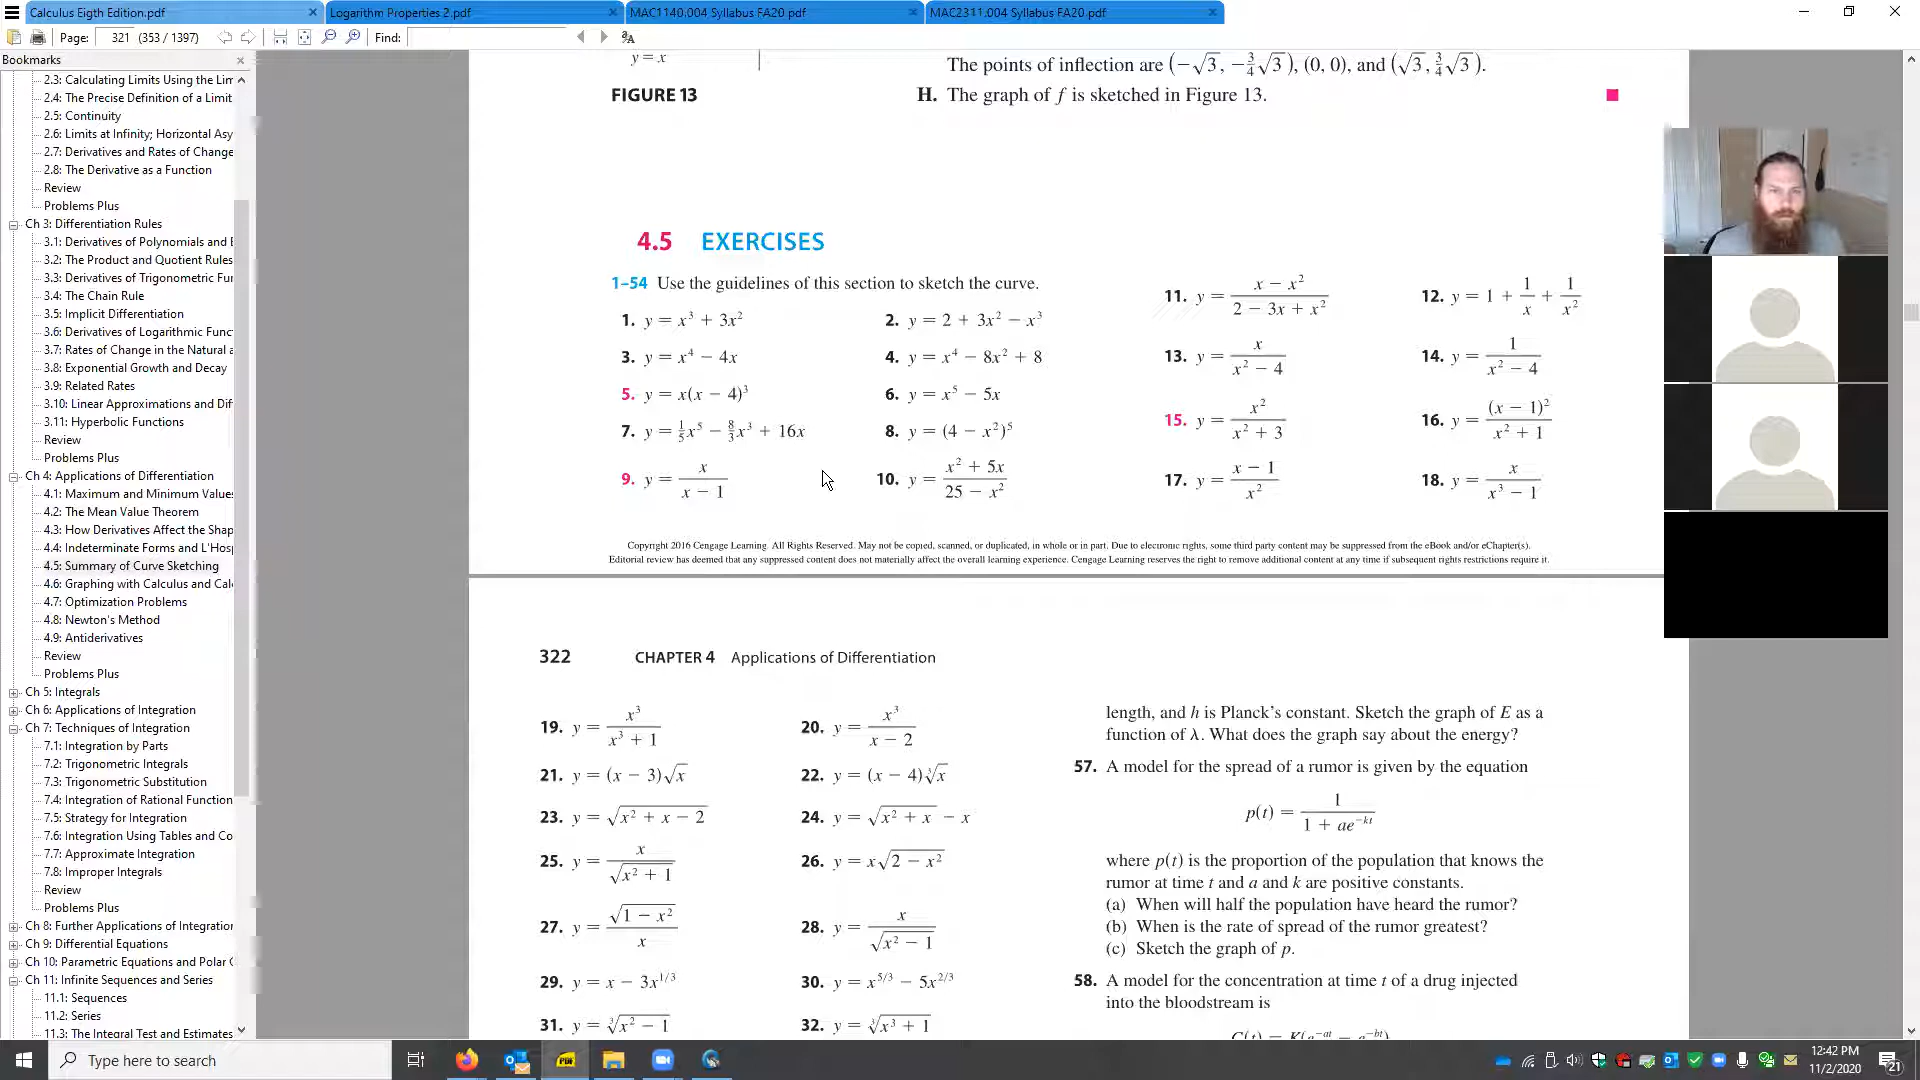 Calculus Eigth Edition.pdf
Logarithm Properties 2.pdf
MAC1140.004 Syllabus FA20.pdf
MAC2311.004 Syllabus FA20.pdf
Page: 321 (353 / 1397) Find:
Bookmarks
2.3: Calculating Limits Using the Lim
2.4: The Precise Definition of a Limit
2.5: Continuity
2.6: Limits at Infinity; Horizontal Asy
2.7: Derivatives and Rates of Change
2.8: The Derivative as a Function
Review
Problems Plus
Ch 3: Differentiation Rules
3.1: Derivatives of Polynomials and E
3.2: The Product and Quotient Rules
3.3: Derivatives of Trigonometric Fur
3.4: The Chain Rule
3.5: Implicit Differentiation
3.6: Derivatives of Logarithmic Func
3.7: Rates of Change in the Natural a
3.8: Exponential Growth and Decay
3.9: Related Rates
3.10: Linear Approximations and Dif
3.11: Hyperbolic Functions
Review
Problems Plus
Ch 4: Applications of Differentiation
4.1: Maximum and Minimum Values
4.2: The Mean Value Theorem
4.3: How Derivatives Affect the Shap
4.4: Indeterminate Forms and L'Hosp
4.5: Summary of Curve Sketching
4.6: Graphing with Calculus and Calc
4.7: Optimization Problems
4.8: Newton's Method
4.9: Antiderivatives
Review
Problems Plus
Ch 5: Integrals
Ch 6: Applications of Integration
Ch 7: Techniques of Integration
7.1: Integration by Parts
7.2: Trigonometric Integrals
7.3: Trigonometric Substitution
7.4: Integration of Rational Function
7.5: Strategy for Integration
7.6: Integration Using Tables and Co
7.7: Approximate Integration
7.8: Improper Integrals
Review
Problems Plus
Ch 8: Further Applications of Integration
Ch 9: Differential Equations
Ch 10: Parametric Equations and Polar C
Ch 11: Infinite Sequences and Series
11.1: Sequences
11.2: Series
11.3: The Integral Test and Estimates
y = x
The points of inflection are (−√3, −¾√3), (0, 0), and (√3, ¾√3).
FIGURE 13
H. The graph of f is sketched in Figure 13.
4.5 EXERCISES
1–54 Use the guidelines of this section to sketch the curve.
1. y = x³ + 3x²
2. y = 2 + 3x² − x³
3. y = x⁴ − 4x
4. y = x⁴ − 8x² + 8
5. y = x(x − 4)³
6. y = x⁵ − 5x
7. y = 1/5 x⁵ − 8/3 x³ + 16x
8. y = (4 − x²)⁵
9. y = x / (x − 1)
10. y = (x² + 5x) / (25 − x²)
11. y = (x − x²) / (2 − 3x + x²)
12. y = 1 + 1/x + 1/x²
13. y = x / (x² − 4)
14. y = 1 / (x² − 4)
15. y = x² / (x² + 3)
16. y = (x − 1)² / (x² + 1)
17. y = (x − 1) / x²
18. y = x / (x³ − 1)
Copyright 2016 Cengage Learning. All Rights Reserved. May not be copied, scanned, or duplicated, in whole or in part. Due to electronic rights, some third party content may be suppressed from the eBook and/or eChapter(s).
Editorial review has deemed that any suppressed content does not materially affect the overall learning experience. Cengage Learning reserves the right to remove additional content at any time if subsequent rights restrictions require it.
322 CHAPTER 4 Applications of Differentiation
19. y = x³ / (x³ + 1)
20. y = x³ / (x − 2)
21. y = (x − 3)√x
22. y = (x − 4)∛x
23. y = √(x² + x − 2)
24. y = √(x² + x) − x
25. y = x / √(x² + 1)
26. y = x√(2 − x²)
27. y = √(1 − x²) / x
28. y = x / √(x² − 1)
29. y = x − 3x^1/3
30. y = x^5/3 − 5x^2/3
31. y = ∛(x² − 1)
32. y = ∛(x³ + 1)
length, and h is Planck's constant. Sketch the graph of E as a
function of λ. What does the graph say about the energy?
57. A model for the spread of a rumor is given by the equation
p(t) = 1 / (1 + ae^−kt)
where p(t) is the proportion of the population that knows the
rumor at time t and a and k are positive constants.
(a) When will half the population have heard the rumor?
(b) When is the rate of spread of the rumor greatest?
(c) Sketch the graph of p.
58. A model for the concentration at time t of a drug injected
into the bloodstream is
C(t) = K(e^−at − e^−bt)
Type here to search
12:42 PM
11/2/2020
21